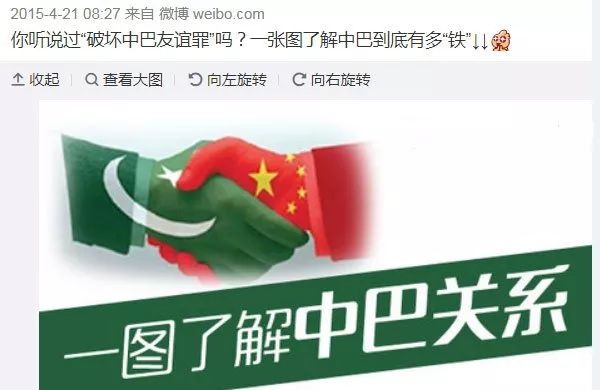 2015-4-21 08:27 来自 微博 weibo.com
你听说过“破坏中巴友谊罪”吗？一张图了解中巴到底有多“铁”↓↓
收起 查看大图 向左旋转 向右旋转
一图了解中巴关系